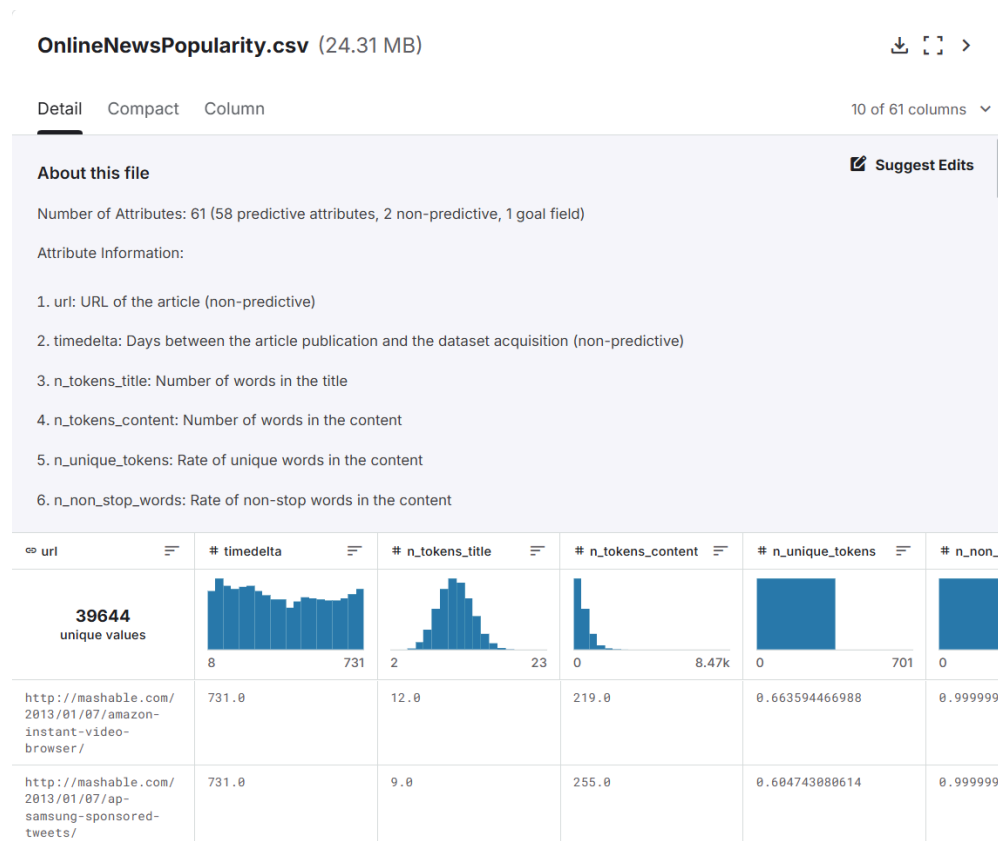 OnlineNewsPopularity.csv (24.31 MB)
Detail Compact Column 10 of 61 columns
About this file
Suggest Edits
Number of Attributes: 61 (58 predictive attributes, 2 non-predictive, 1 goal field)
Attribute Information:
1. url: URL of the article (non-predictive)
2. timedelta: Days between the article publication and the dataset acquisition (non-predictive)
3. n_tokens_title: Number of words in the title
4. n_tokens_content: Number of words in the content
5. n_unique_tokens: Rate of unique words in the content
6. n_non_stop_words: Rate of non-stop words in the content
url # timedelta # n_tokens_title # n_tokens_content # n_unique_tokens # n_non_
39644
unique values
8 731 2 23 0 8.47k 0 701 0
http://mashable.com/ 731.0 12.0 219.0 0.663594466988 0.999999
2013/01/07/amazon-
instant-video-
browser/
http://mashable.com/ 731.0 9.0 255.0 0.604743080614 0.999999
2013/01/07/ap-
samsung-sponsored-
tweets/